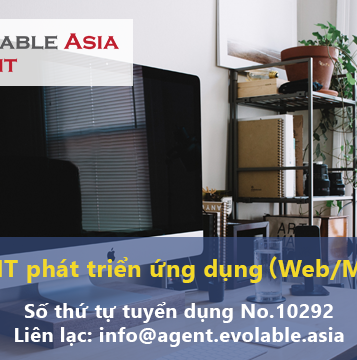 ABLE ASIA
NT
IT phát triển ứng dụng (Web/M
Số thứ tự tuyển dụng No.10292
Liên lạc: info@agent.evolable.asia